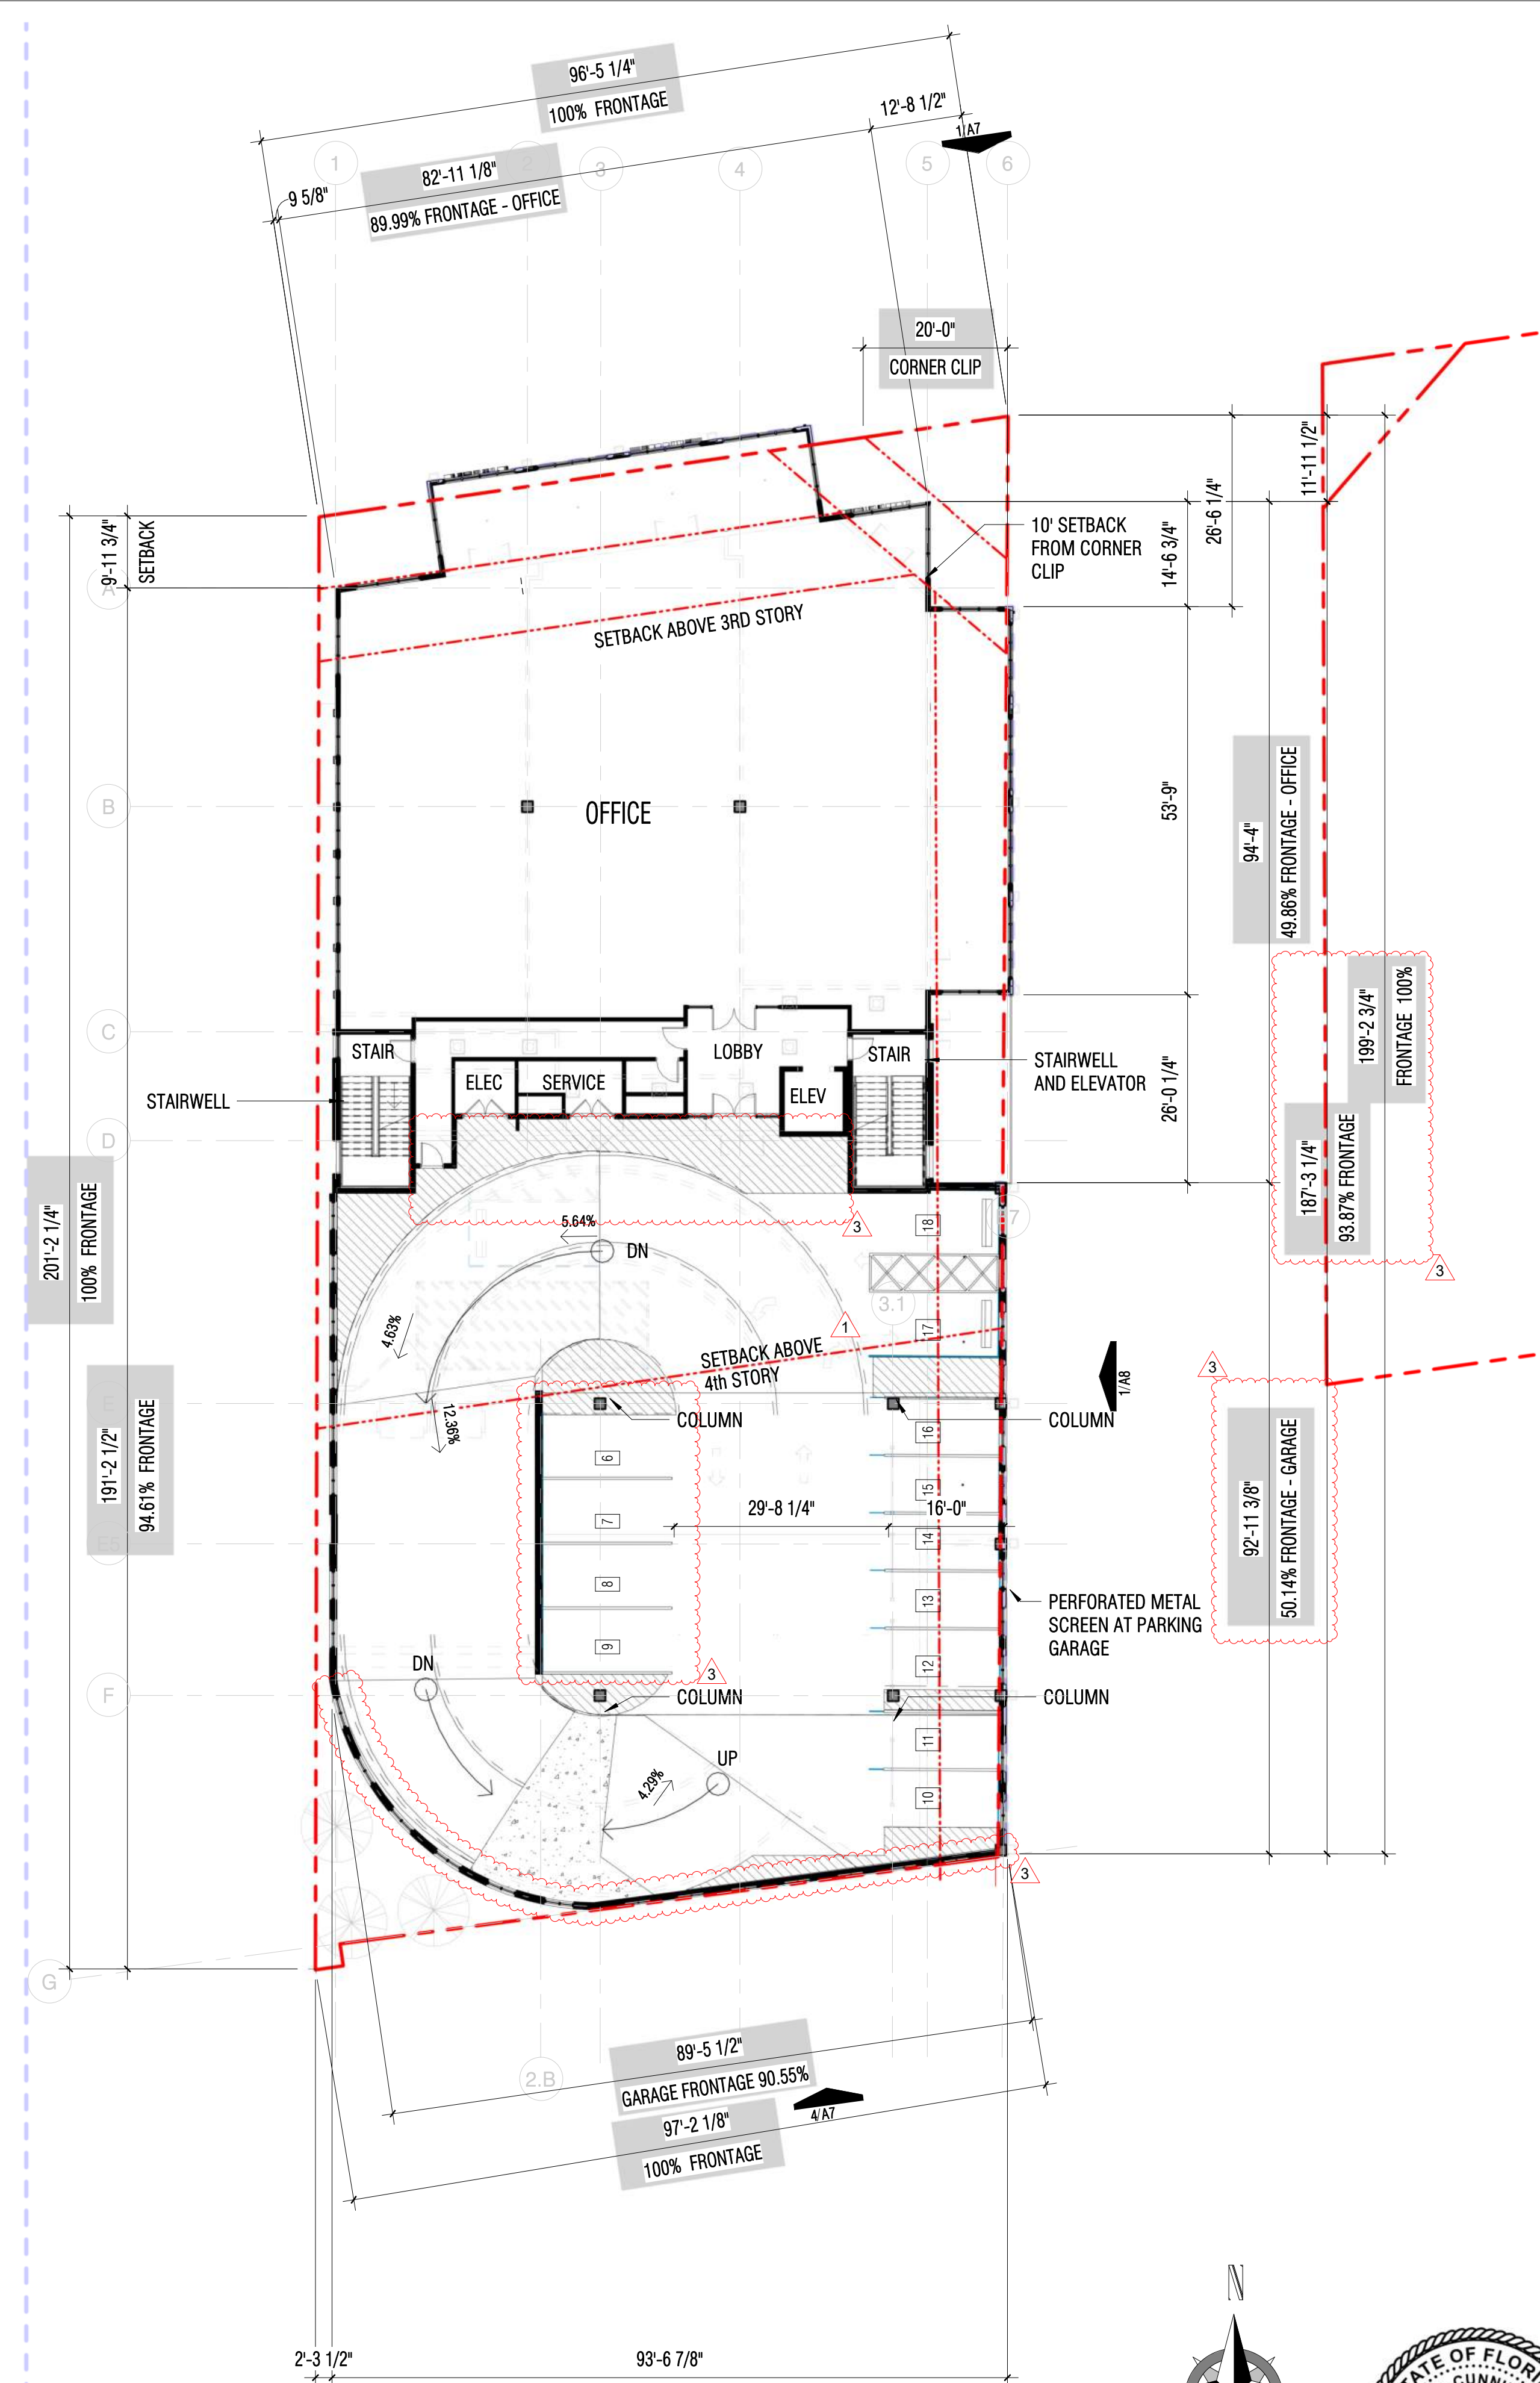 96'-5 1/4"
100% FRONTAGE
12'-8 1/2"
1/A7
1
2
3
4
5
6
82'-11 1/8"
89.99% FRONTAGE - OFFICE
9 5/8"
20'-0"
CORNER CLIP
9'-11 3/4"
SETBACK
A
10' SETBACK
FROM CORNER
CLIP
14'-6 3/4"
26'-6 1/4"
11'-11 1/2"
SETBACK ABOVE 3RD STORY
B
OFFICE
53'-9"
94'-4"
49.86% FRONTAGE - OFFICE
199'-2 3/4"
FRONTAGE 100%
187'-3 1/4"
93.87% FRONTAGE
3
C
STAIR
LOBBY
STAIR
ELEC
SERVICE
ELEV
STAIRWELL
STAIRWELL
AND ELEVATOR
26'-0 1/4"
D
201'-2 1/4"
100% FRONTAGE
3
18
5.64%
DN
4.63%
3.1
1
17
SETBACK ABOVE
4th STORY
1/A8
3
E
12.36%
COLUMN
COLUMN
16
191'-2 1/2"
94.61% FRONTAGE
6
15
29'-8 1/4"
16'-0"
7
14
E5
92'-11 3/8"
50.14% FRONTAGE - GARAGE
8
13
PERFORATED METAL
SCREEN AT PARKING
GARAGE
9
12
DN
3
F
COLUMN
COLUMN
11
UP
4.29%
10
3
G
89'-5 1/2"
GARAGE FRONTAGE 90.55%
2.B
4/A7
97'-2 1/8"
100% FRONTAGE
N
2'-3 1/2"
93'-6 7/8"